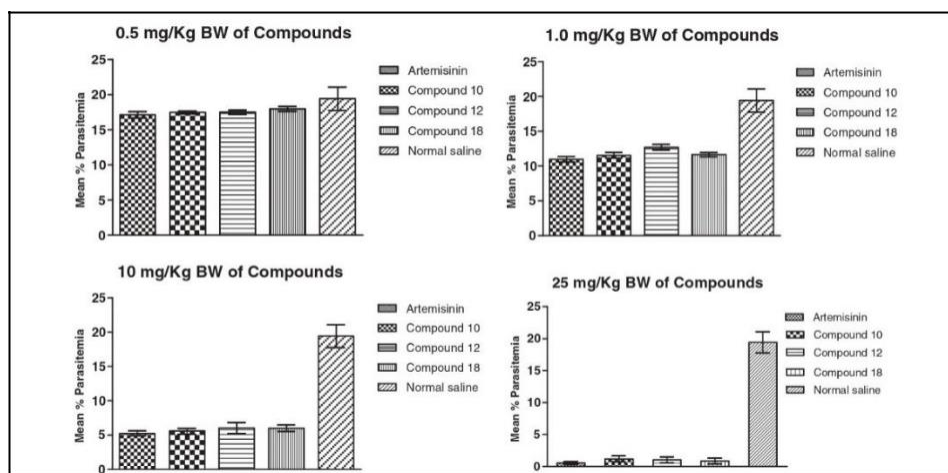 0.5 mg/Kg BW of Compounds
Mean % Parasitemia
25
20
15
10
5
0
Artemisinin
Compound 10
Compound 12
Compound 18
Normal saline
1.0 mg/Kg BW of Compounds
Mean % Parasitemia
25
20
15
10
5
0
Artemisinin
Compound 10
Compound 12
Compound 18
Normal saline
10 mg/Kg BW of Compounds
Mean % Parasitemia
25
20
15
10
5
0
Artemisinin
Compound 10
Compound 12
Compound 18
Normal saline
25 mg/Kg BW of Compounds
Mean % Parasitemia
25
20
15
10
5
0
Artemisinin
Compound 10
Compound 12
Compound 18
Normal saline